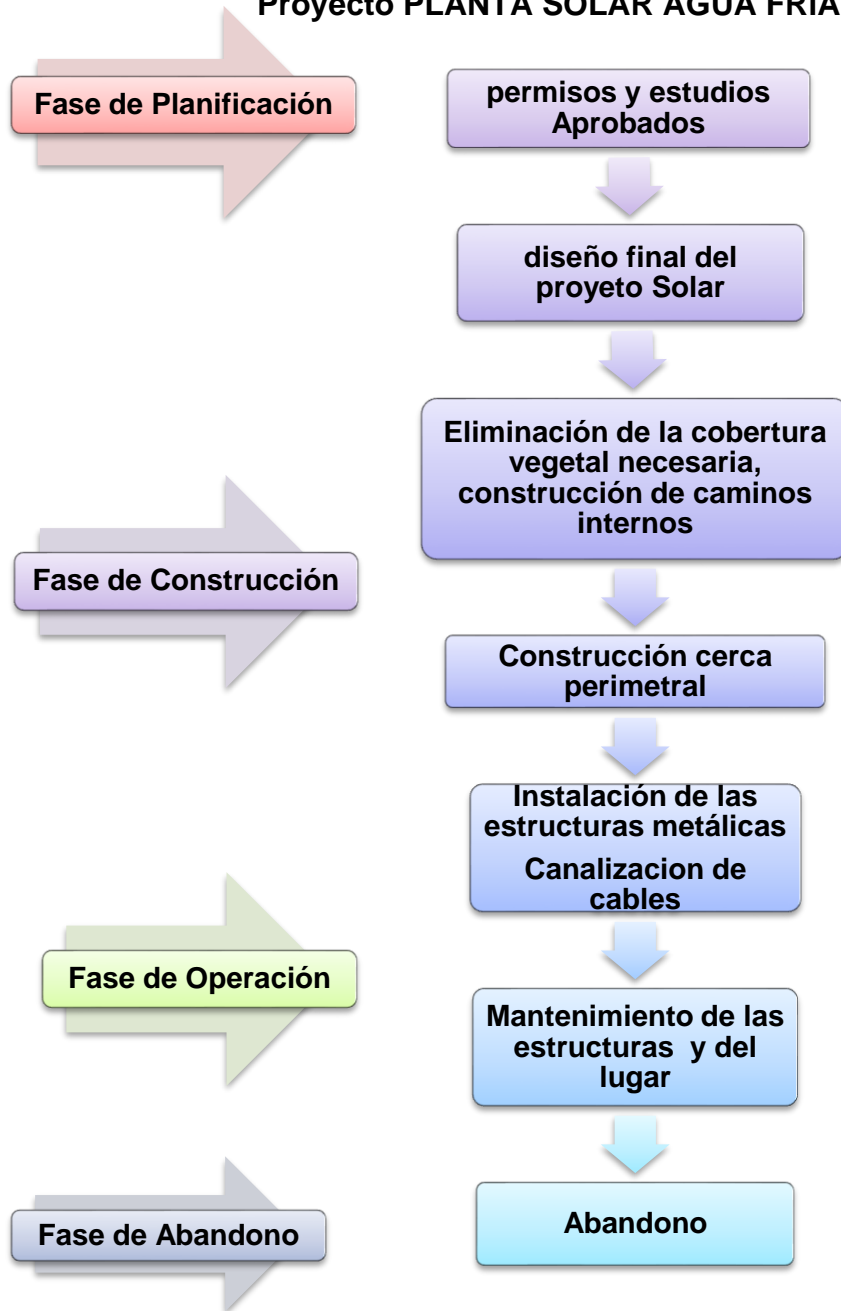 Proyecto PLANTA SOLAR AGUA FRIA
Fase de Planificación
permisos y estudios
Aprobados
diseño final del
proyeto Solar
Eliminación de la cobertura
vegetal necesaria,
construcción de caminos
internos
Fase de Construcción
Construcción cerca
perimetral
Instalación de las
estructuras metálicas
Canalizacion de
cables
Fase de Operación
Mantenimiento de las
estructuras y del
lugar
Fase de Abandono
Abandono